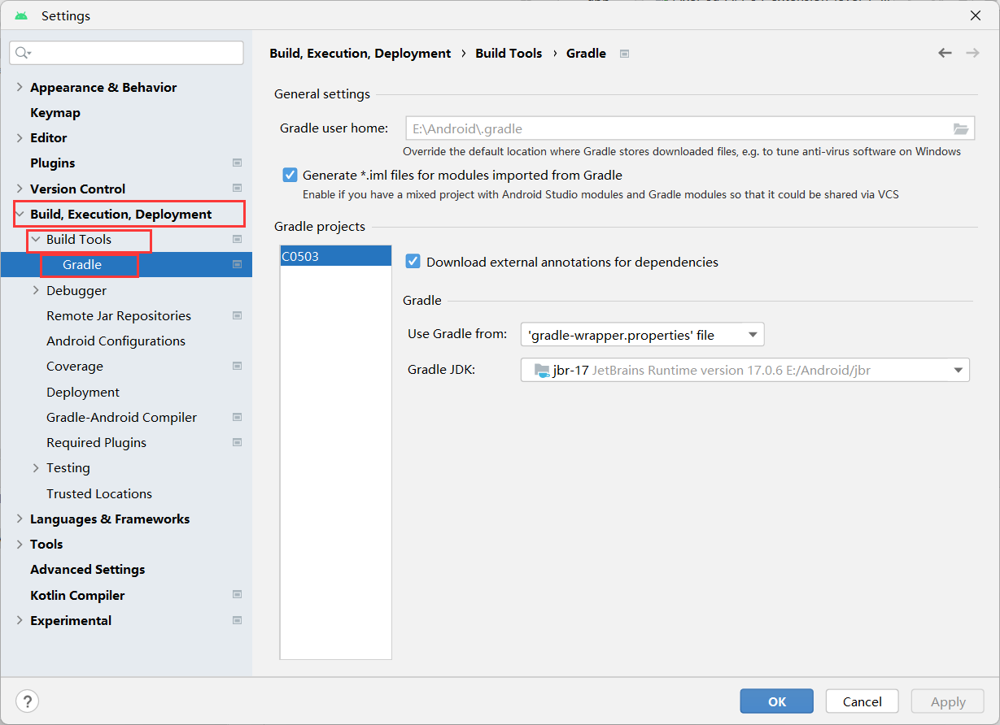 Settings
Build, Execution, Deployment › Build Tools › Gradle
Appearance & Behavior
Keymap
Editor
Plugins
Version Control
Build, Execution, Deployment
Build Tools
Gradle
Debugger
Remote Jar Repositories
Android Configurations
Coverage
Deployment
Gradle-Android Compiler
Required Plugins
Testing
Trusted Locations
Languages & Frameworks
Tools
Advanced Settings
Kotlin Compiler
Experimental
General settings
Gradle user home: E:\Android\.gradle
Override the default location where Gradle stores downloaded files, e.g. to tune anti-virus software on Windows
Generate *.iml files for modules imported from Gradle
Enable if you have a mixed project with Android Studio modules and Gradle modules so that it could be shared via VCS
Gradle projects
C0503
Download external annotations for dependencies
Gradle
Use Gradle from: 'gradle-wrapper.properties' file
Gradle JDK: jbr-17 JetBrains Runtime version 17.0.6 E:/Android/jbr
? OK Cancel Apply